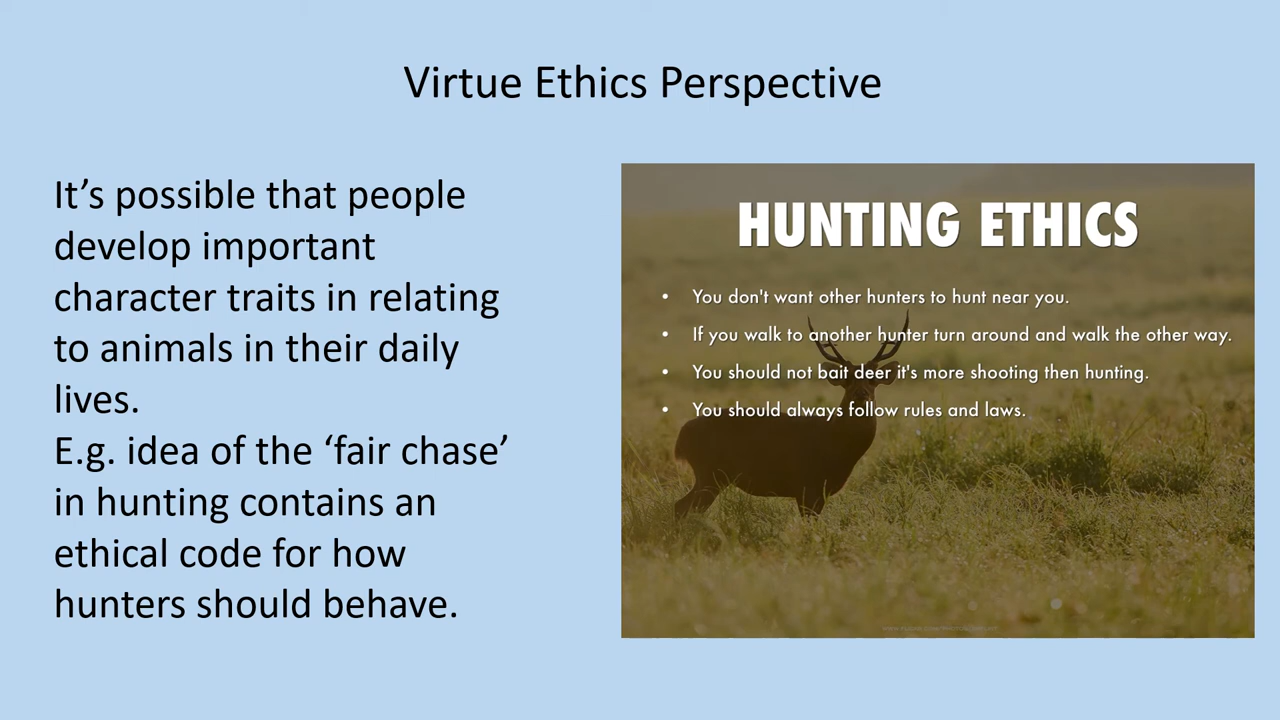 Virtue Ethics Perspective
It’s possible that people
develop important
character traits in relating
to animals in their daily
lives.
E.g. idea of the ‘fair chase’
in hunting contains an
ethical code for how
hunters should behave.
HUNTING ETHICS
• You don't want other hunters to hunt near you.
• If you walk to another hunter turn around and walk the other way.
• You should not bait deer it's more shooting then hunting.
• You should always follow rules and laws.